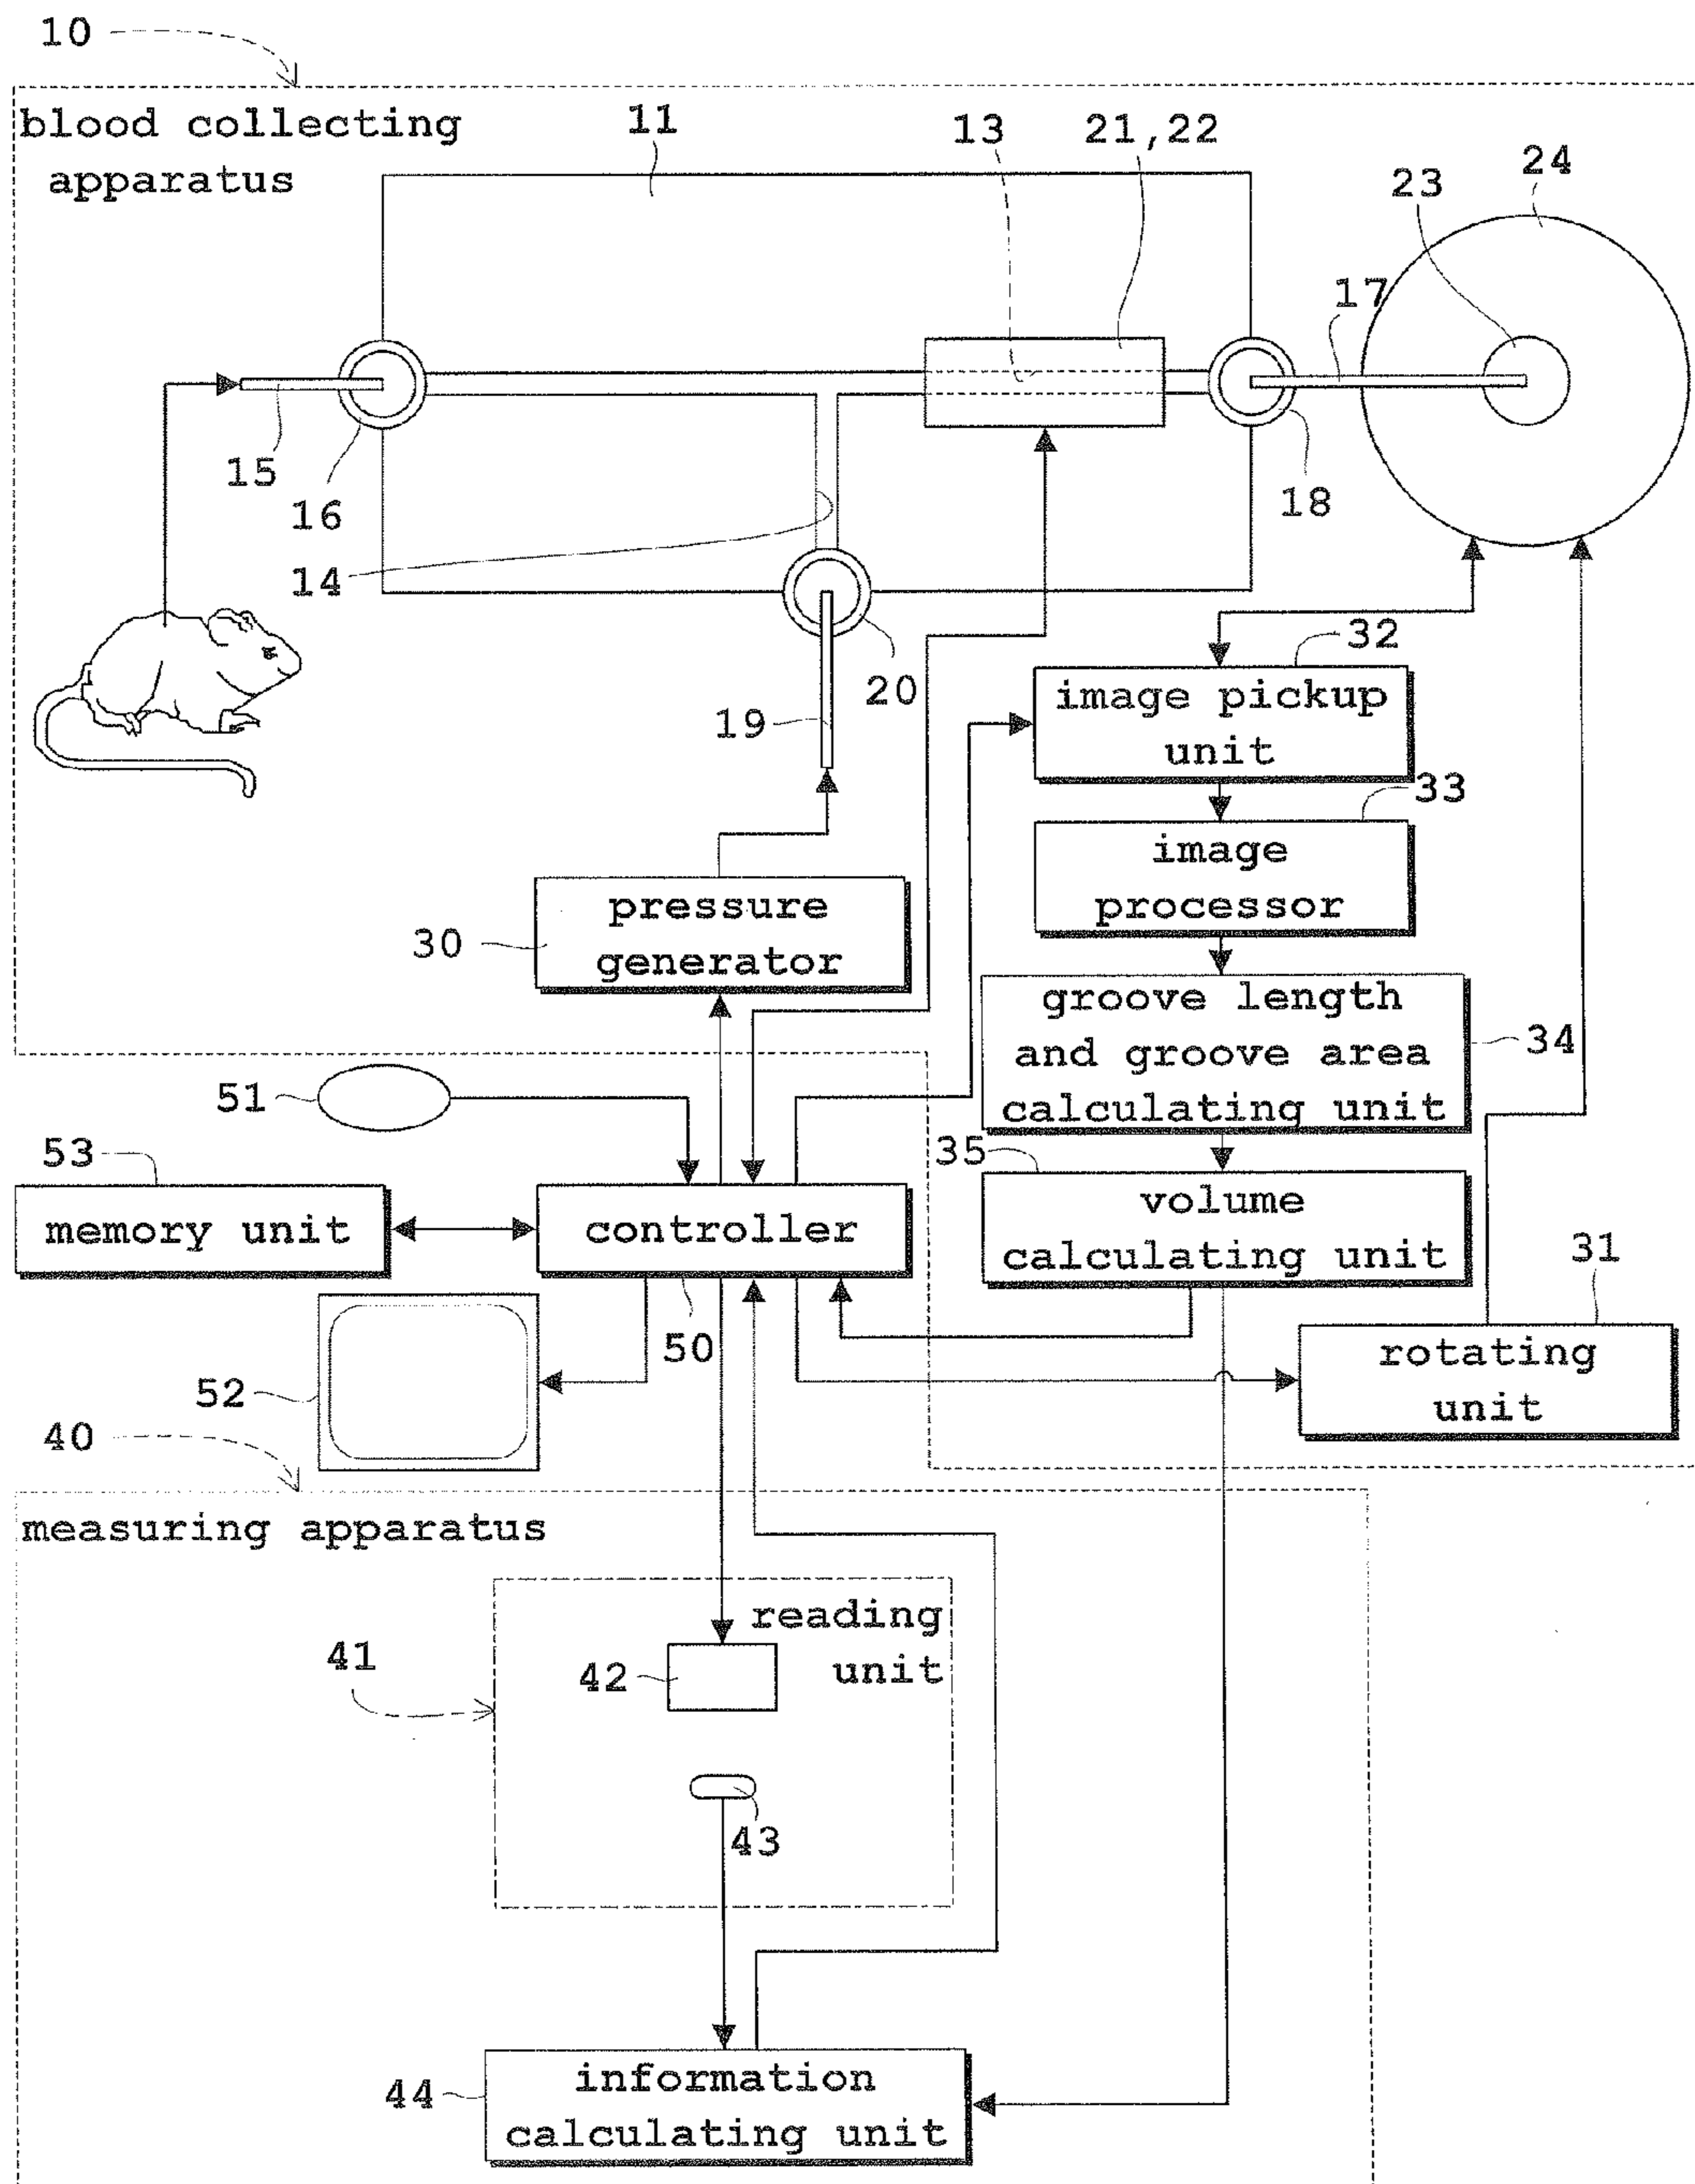 10
blood collecting
apparatus
11
13
21,22
23
24
17
15
16
18
14
20
19
32
image pickup
unit
33
image
processor
30
pressure
generator
groove length
and groove area
calculating unit
34
51
53
memory unit
controller
50
35
volume
calculating unit
31
rotating
unit
52
40
measuring apparatus
reading
unit
41
42
43
44
information
calculating unit